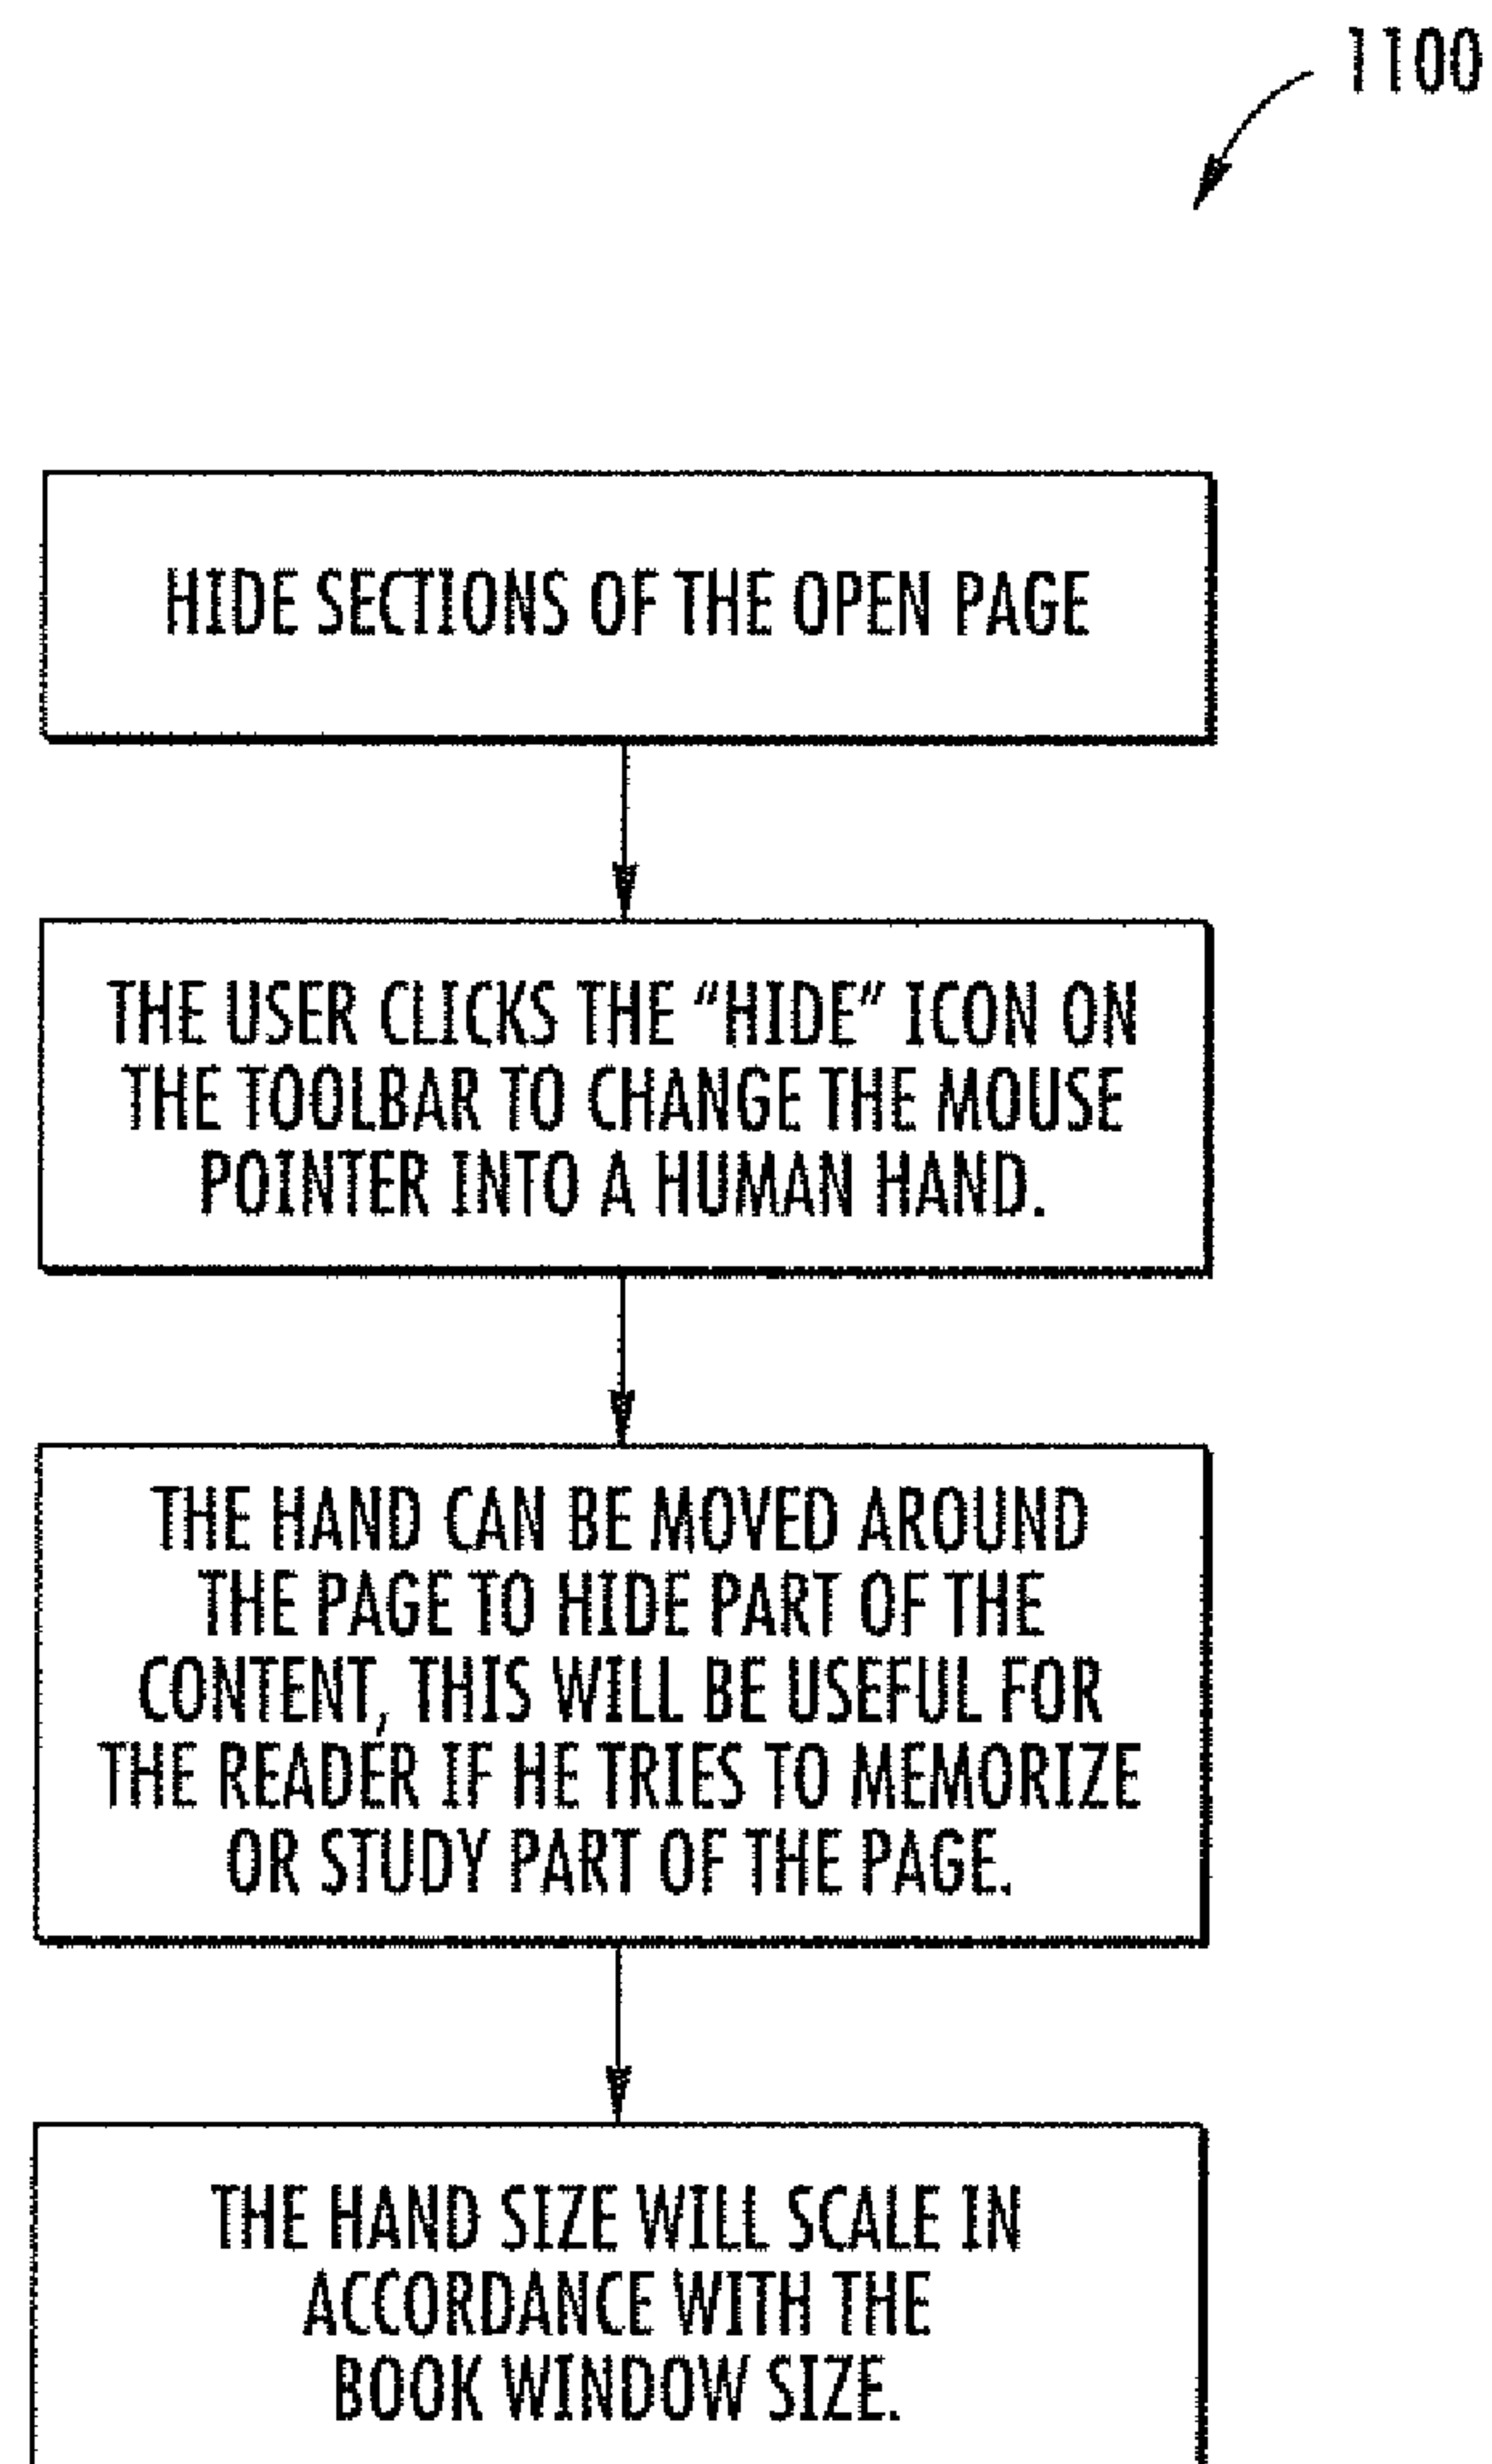 1100
HIDE SECTIONS OF THE OPEN PAGE
THE USER CLICKS THE “HIDE” ICON ON
THE TOOLBAR TO CHANGE THE MOUSE
POINTER INTO A HUMAN HAND.
THE HAND CAN BE MOVED AROUND
THE PAGE TO HIDE PART OF THE
CONTENT, THIS WILL BE USEFUL FOR
THE READER IF HE TRIES TO MEMORIZE
OR STUDY PART OF THE PAGE.
THE HAND SIZE WILL SCALE IN
ACCORDANCE WITH THE
BOOK WINDOW SIZE.